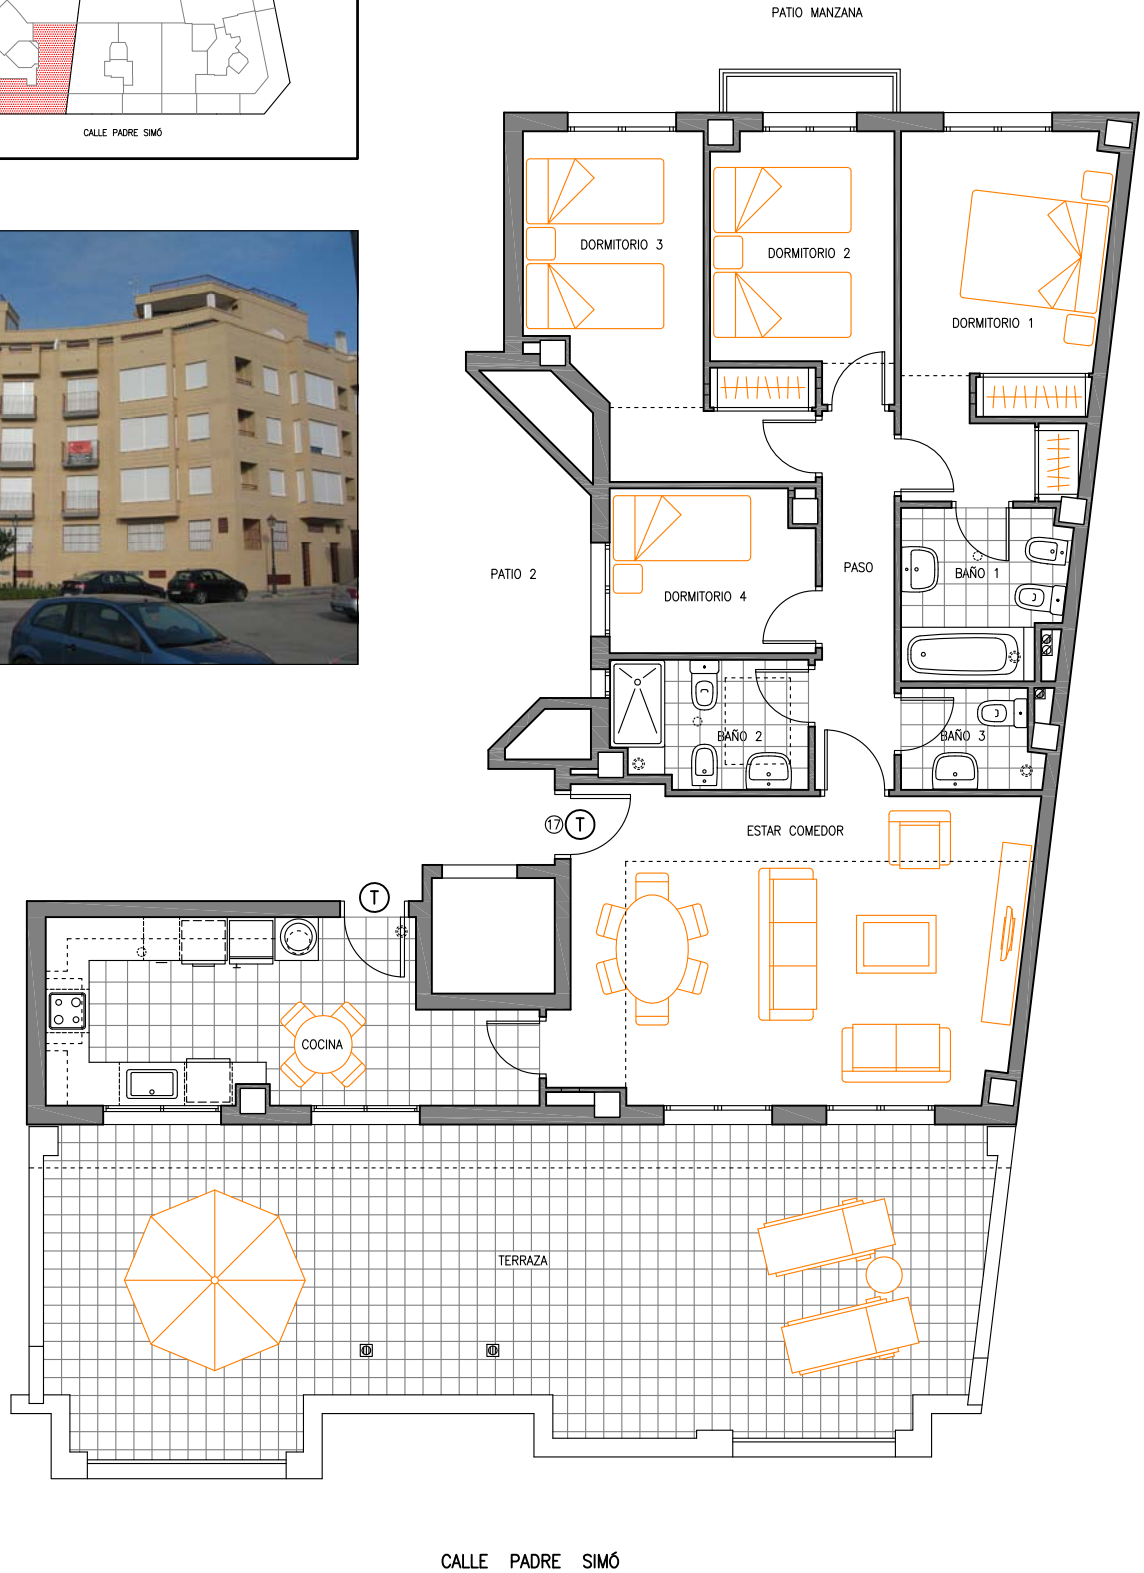 PATIO MANZANA
CALLE PADRE SIMÓ
DORMITORIO 3
DORMITORIO 2
DORMITORIO 1
PATIO 2
DORMITORIO 4
PASO
BAÑO 1
BAÑO 2
BAÑO 3
17 T
ESTAR COMEDOR
T
COCINA
TERRAZA
CALLE PADRE SIMÓ